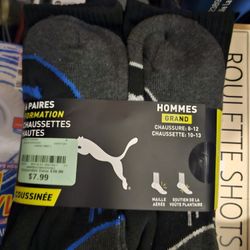 6 PAIRES
FORMATION
CHAUSSETTES
HAUTES
COUSSINÉE
$7.99
HOMMES
GRAND
CHAUSSURE: 8-12
CHAUSSETTE: 10-13
MAILLE
AÉRÉE
SOUTIEN DE LA
VOÛTE PLANTAIRE
ROULETTE SHO